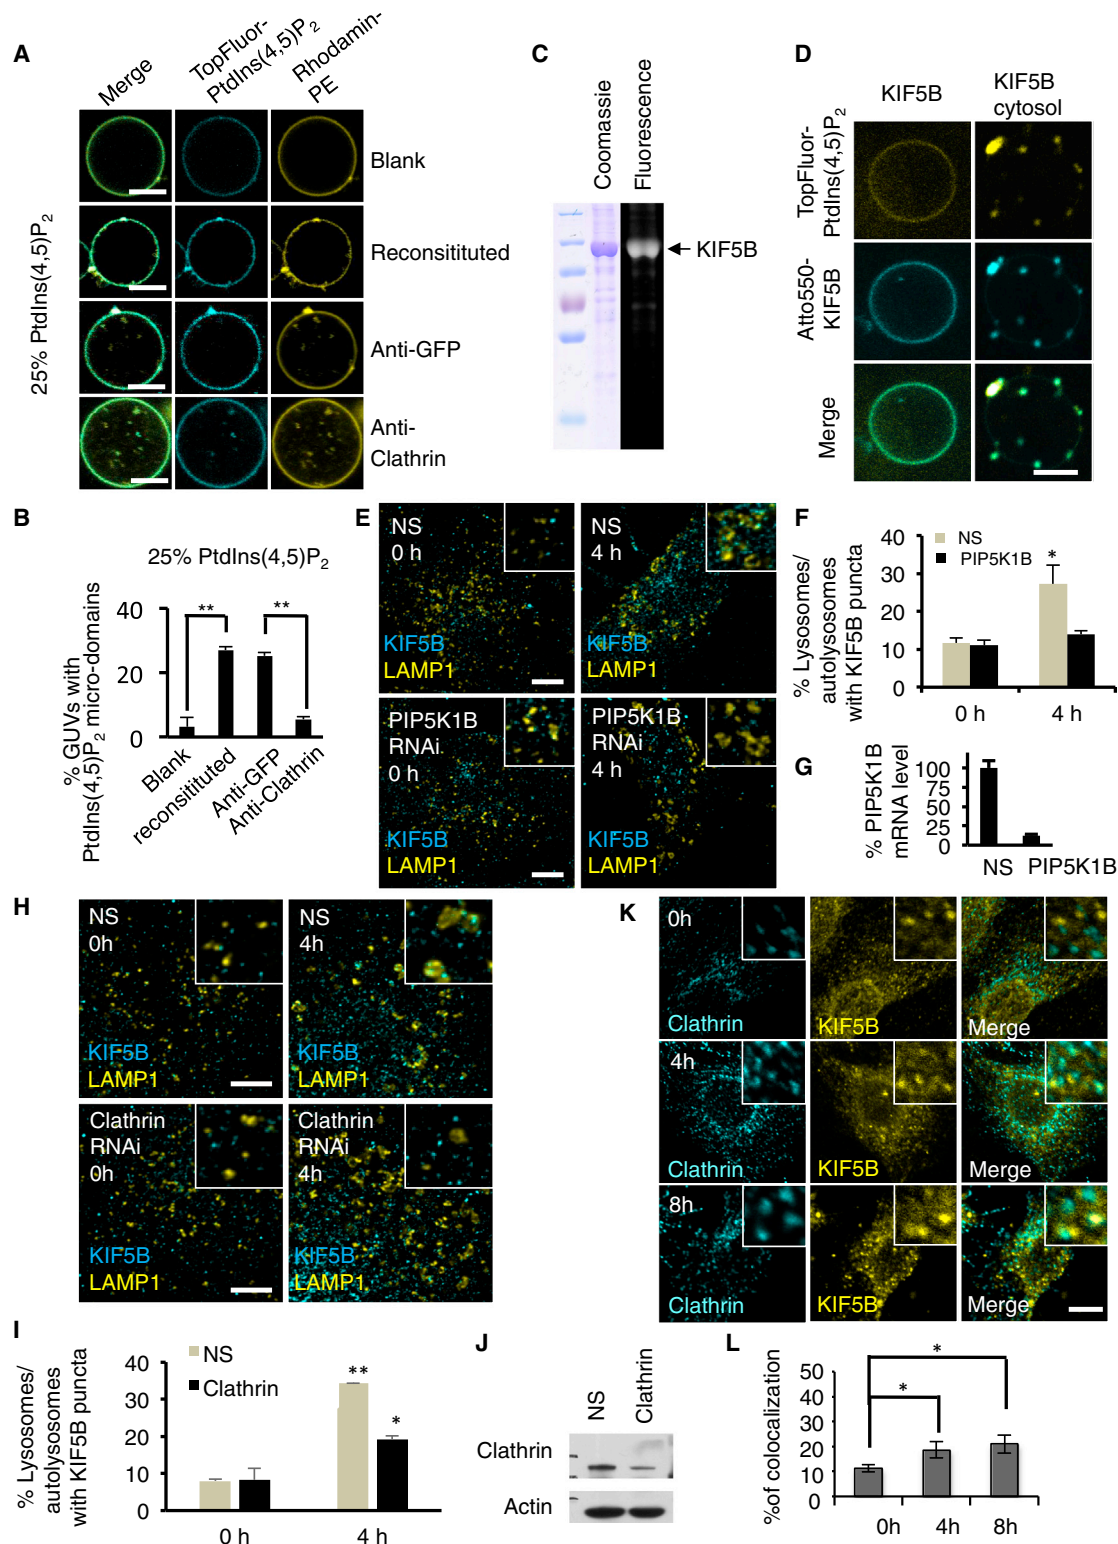 A
Merge
TopFluor-
PtdIns(4,5)P2
Rhodamin-
PE
25% PtdIns(4,5)P2
Blank
Reconsitituted
Anti-GFP
Anti-
Clathrin
B
25% PtdIns(4,5)P2
% GUVs with
PtdIns(4,5)P2 micro-domains
40
20
0
**
**
Blank
reconsitituted
Anti-GFP
Anti-Clathrin
C
Coomassie
Fluorescence
KIF5B
D
KIF5B
KIF5B
cytosol
TopFluor-
PtdIns(4,5)P2
Atto550-
KIF5B
Merge
E
NS
0 h
KIF5B
LAMP1
NS
4 h
KIF5B
LAMP1
PIP5K1B
RNAi
0 h
KIF5B
LAMP1
PIP5K1B
RNAi
4 h
KIF5B
LAMP1
F
% Lysosomes/
autolysosomes
with KIF5B puncta
40
30
20
10
0
NS
PIP5K1B
*
0 h
4 h
G
% PIP5K1B
mRNA level
100
75
50
25
0
NS
PIP5K1B
H
NS
0h
KIF5B
LAMP1
NS
4h
KIF5B
LAMP1
Clathrin
RNAi
0h
KIF5B
LAMP1
Clathrin
RNAi
4h
KIF5B
LAMP1
I
% Lysosomes/
autolysosomes
with KIF5B puncta
40
30
20
10
0
NS
Clathrin
**
*
0 h
4 h
J
NS
Clathrin
Clathrin
Actin
K
0h
Clathrin
KIF5B
Merge
4h
Clathrin
KIF5B
Merge
8h
Clathrin
KIF5B
Merge
L
%of colocalization
50
40
30
20
10
0
*
*
0h
4h
8h